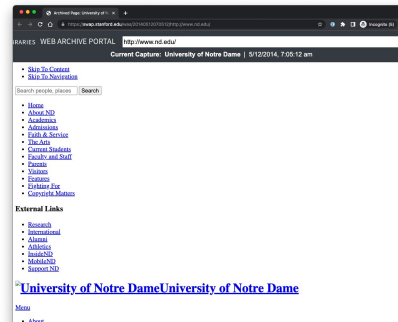 Archived Page: University of N
https://swap.stanford.edu/was/20140512070512/http://www.nd.edu/
Incognito (5)
RARIES WEB ARCHIVE PORTAL http://www.nd.edu/
Current Capture: University of Notre Dame | 5/12/2014, 7:05:12 am
Skip To Content
Skip To Navigation
Search people, places Search
Home
About ND
Academics
Admissions
Faith & Service
The Arts
Current Students
Faculty and Staff
Parents
Visitors
Features
Fighting For
Copyright Matters
External Links
Research
International
Alumni
Athletics
InsideND
MobileND
Support ND
University of Notre DameUniversity of Notre Dame
Menu
About